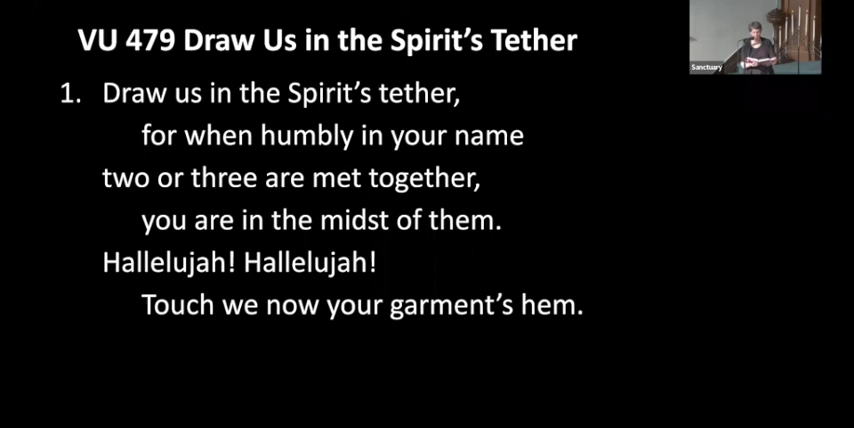 VU 479 Draw Us in the Spirit’s Tether
1. Draw us in the Spirit’s tether,
for when humbly in your name
two or three are met together,
you are in the midst of them.
Hallelujah! Hallelujah!
Touch we now your garment’s hem.
Sanctuary